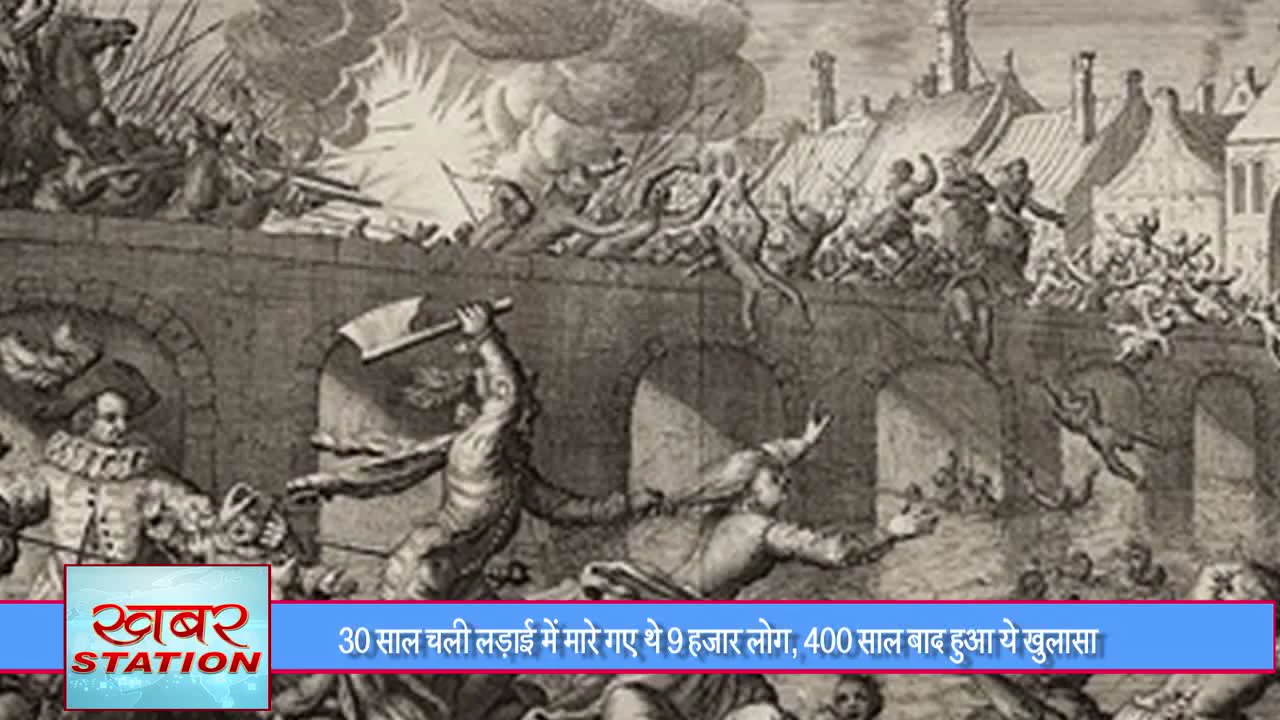 खबर
STATION
30 साल चली लड़ाई में मारे गए थे 9 हजार लोग, 400 साल बाद हुआ ये खुलासा